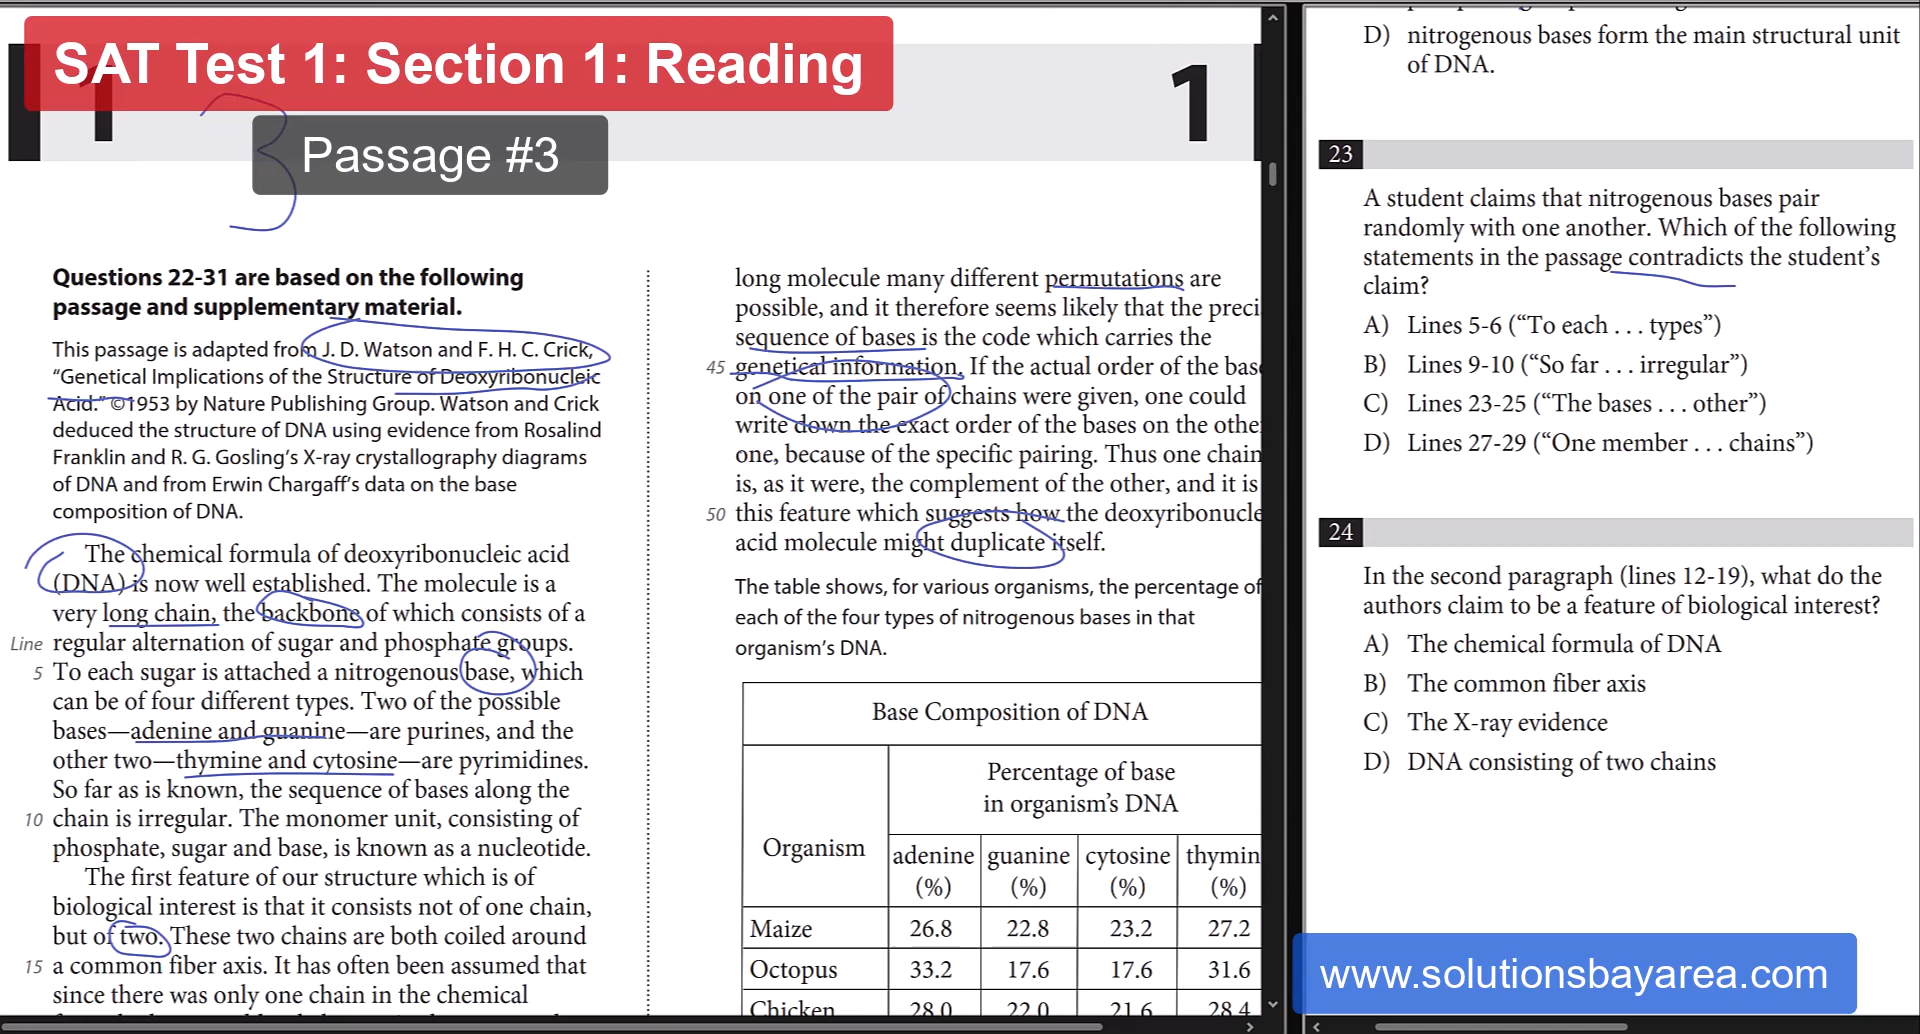 SAT Test 1: Section 1: Reading
1
1
Passage #3
Questions 22-31 are based on the following
passage and supplementary material.
This passage is adapted from J. D. Watson and F. H. C. Crick,
“Genetical Implications of the Structure of Deoxyribonucleic
Acid.” ©1953 by Nature Publishing Group. Watson and Crick
deduced the structure of DNA using evidence from Rosalind
Franklin and R. G. Gosling’s X-ray crystallography diagrams
of DNA and from Erwin Chargaff’s data on the base
composition of DNA.
The chemical formula of deoxyribonucleic acid
(DNA) is now well established. The molecule is a
very long chain, the backbone of which consists of a
Line regular alternation of sugar and phosphate groups.
5 To each sugar is attached a nitrogenous base, which
can be of four different types. Two of the possible
bases—adenine and guanine—are purines, and the
other two—thymine and cytosine—are pyrimidines.
So far as is known, the sequence of bases along the
10 chain is irregular. The monomer unit, consisting of
phosphate, sugar and base, is known as a nucleotide.
The first feature of our structure which is of
biological interest is that it consists not of one chain,
but of two. These two chains are both coiled around
15 a common fiber axis. It has often been assumed that
since there was only one chain in the chemical
long molecule many different permutations are
possible, and it therefore seems likely that the preci
sequence of bases is the code which carries the
45 genetical information. If the actual order of the base
on one of the pair of chains were given, one could
write down the exact order of the bases on the othe
one, because of the specific pairing. Thus one chain
is, as it were, the complement of the other, and it is
50 this feature which suggests how the deoxyribonucle
acid molecule might duplicate itself.
The table shows, for various organisms, the percentage of
each of the four types of nitrogenous bases in that
organism’s DNA.
Base Composition of DNA
Percentage of base
in organism’s DNA
Organism
adenine guanine cytosine thymin
(%) (%) (%) (%)
Maize 26.8 22.8 23.2 27.2
Octopus 33.2 17.6 17.6 31.6
Chicken 28.0 22.0 21.6 28.4
D) nitrogenous bases form the main structural unit
of DNA.
23
A student claims that nitrogenous bases pair
randomly with one another. Which of the following
statements in the passage contradicts the student’s
claim?
A) Lines 5-6 (“To each . . . types”)
B) Lines 9-10 (“So far . . . irregular”)
C) Lines 23-25 (“The bases . . . other”)
D) Lines 27-29 (“One member . . . chains”)
24
In the second paragraph (lines 12-19), what do the
authors claim to be a feature of biological interest?
A) The chemical formula of DNA
B) The common fiber axis
C) The X-ray evidence
D) DNA consisting of two chains
www.solutionsbayarea.com